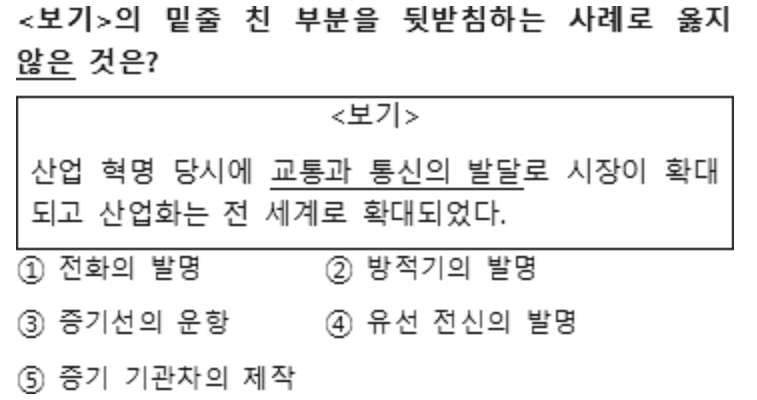 <보기>의 밑줄 친 부분을 뒷받침하는 사례로 옳지
않은 것은?
<보기>
산업 혁명 당시에 교통과 통신의 발달로 시장이 확대
되고 산업화는 전 세계로 확대되었다.
① 전화의 발명 ② 방적기의 발명
③ 증기선의 운항 ④ 유선 전신의 발명
⑤ 증기 기관차의 제작